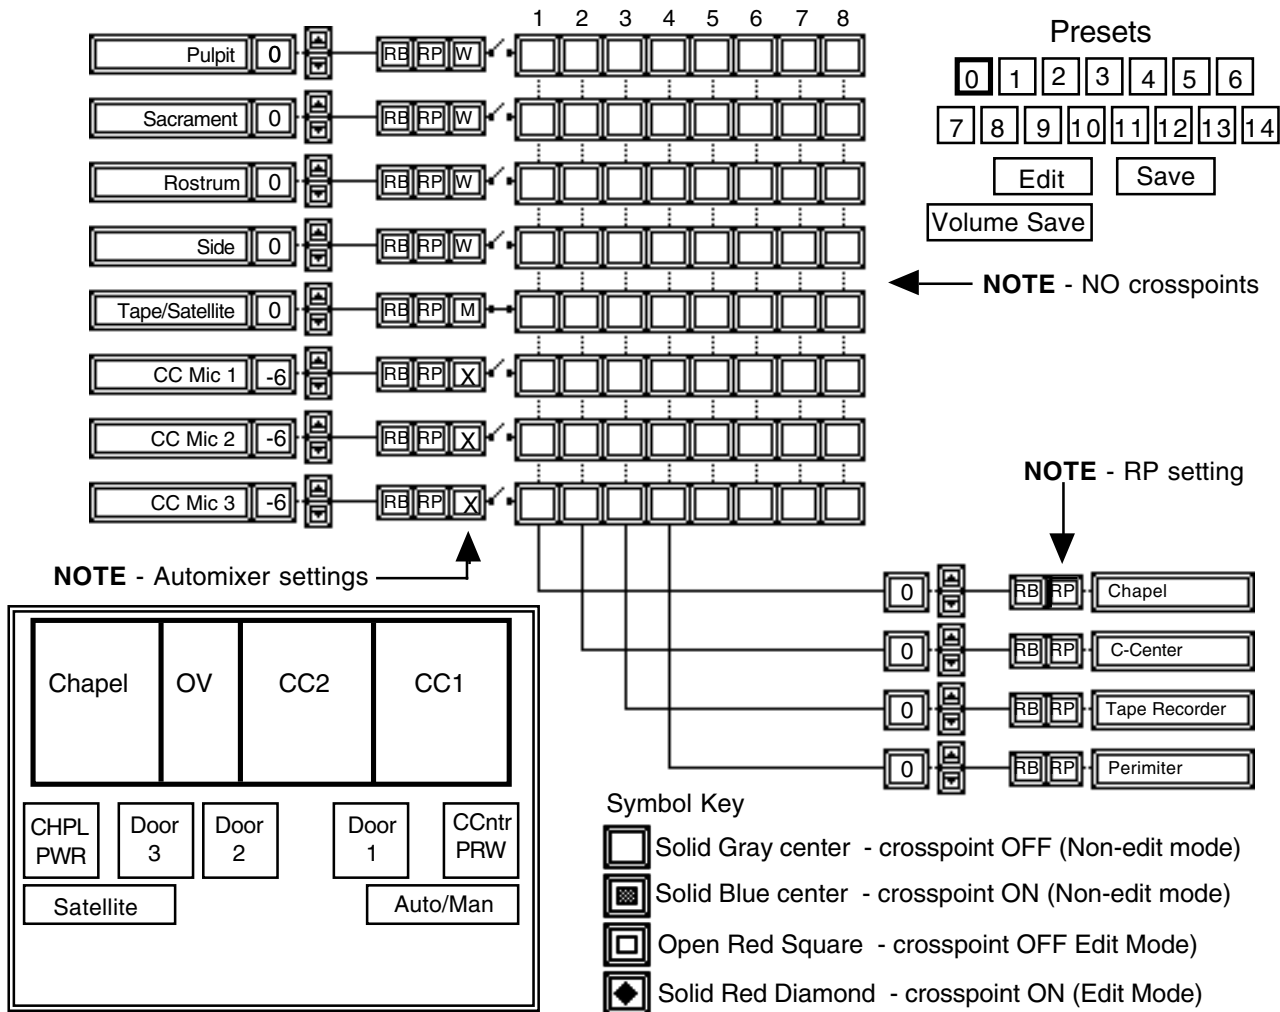 1 2 3 4 5 6 7 8
Presets
Pulpit 0 RB RP W
0 1 2 3 4 5 6
Sacrament 0 RB RP W
7 8 9 10 11 12 13 14
Rostrum 0 RB RP W
Edit Save
Volume Save
Side 0 RB RP W
NOTE - NO crosspoints
Tape/Satellite 0 RB RP M
CC Mic 1 -6 RB RP X
CC Mic 2 -6 RB RP X
NOTE - RP setting
CC Mic 3 -6 RB RP X
NOTE - Automixer settings
0 RB RP Chapel
0 RB RP C-Center
0 RB RP Tape Recorder
0 RB RP Perimiter
Chapel OV CC2 CC1
CHPL PWR
Door 3
Door 2
Door 1
CCntr PRW
Satellite
Auto/Man
Symbol Key
Solid Gray center - crosspoint OFF (Non-edit mode)
Solid Blue center - crosspoint ON (Non-edit mode)
Open Red Square - crosspoint OFF Edit Mode)
Solid Red Diamond - crosspoint ON (Edit Mode)